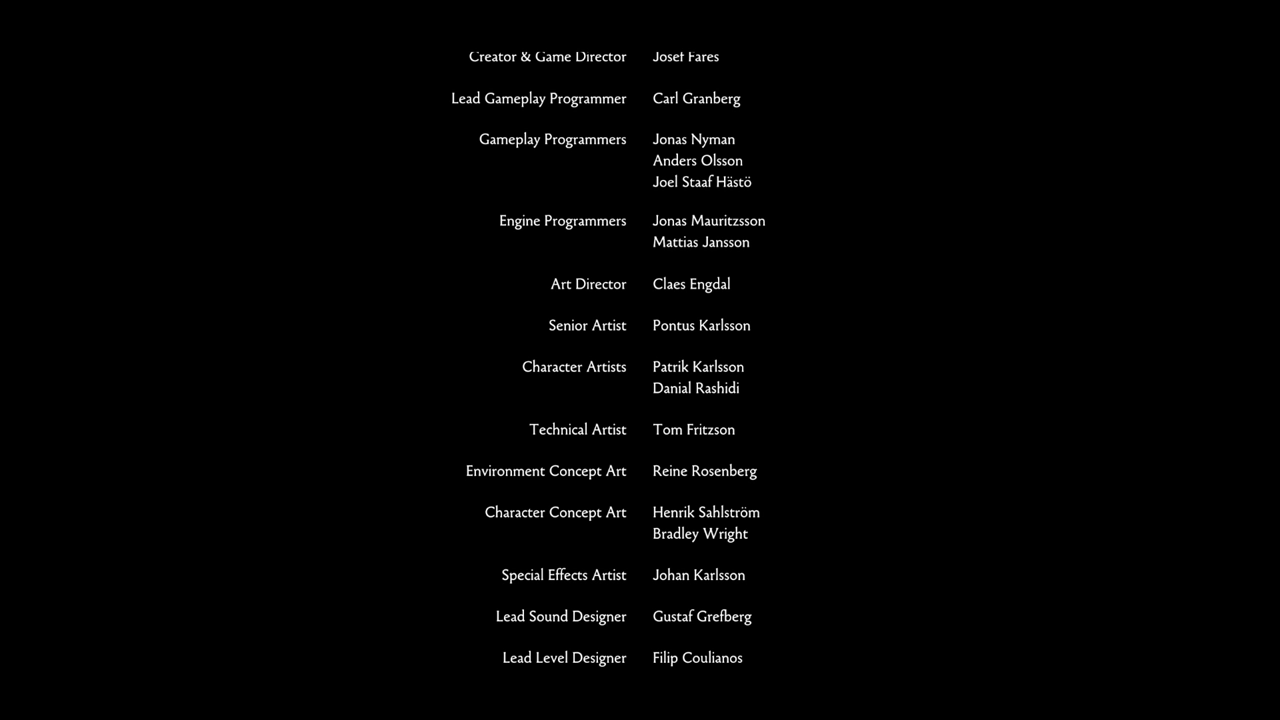 Creator & Game Director Josef Fares
Lead Gameplay Programmer Carl Granberg
Gameplay Programmers Jonas Nyman
Anders Olsson
Joel Staaf Hästö
Engine Programmers Jonas Mauritzsson
Mattias Jansson
Art Director Claes Engdal
Senior Artist Pontus Karlsson
Character Artists Patrik Karlsson
Danial Rashidi
Technical Artist Tom Fritzson
Environment Concept Art Reine Rosenberg
Character Concept Art Henrik Sahlström
Bradley Wright
Special Effects Artist Johan Karlsson
Lead Sound Designer Gustaf Grefberg
Lead Level Designer Filip Coulianos